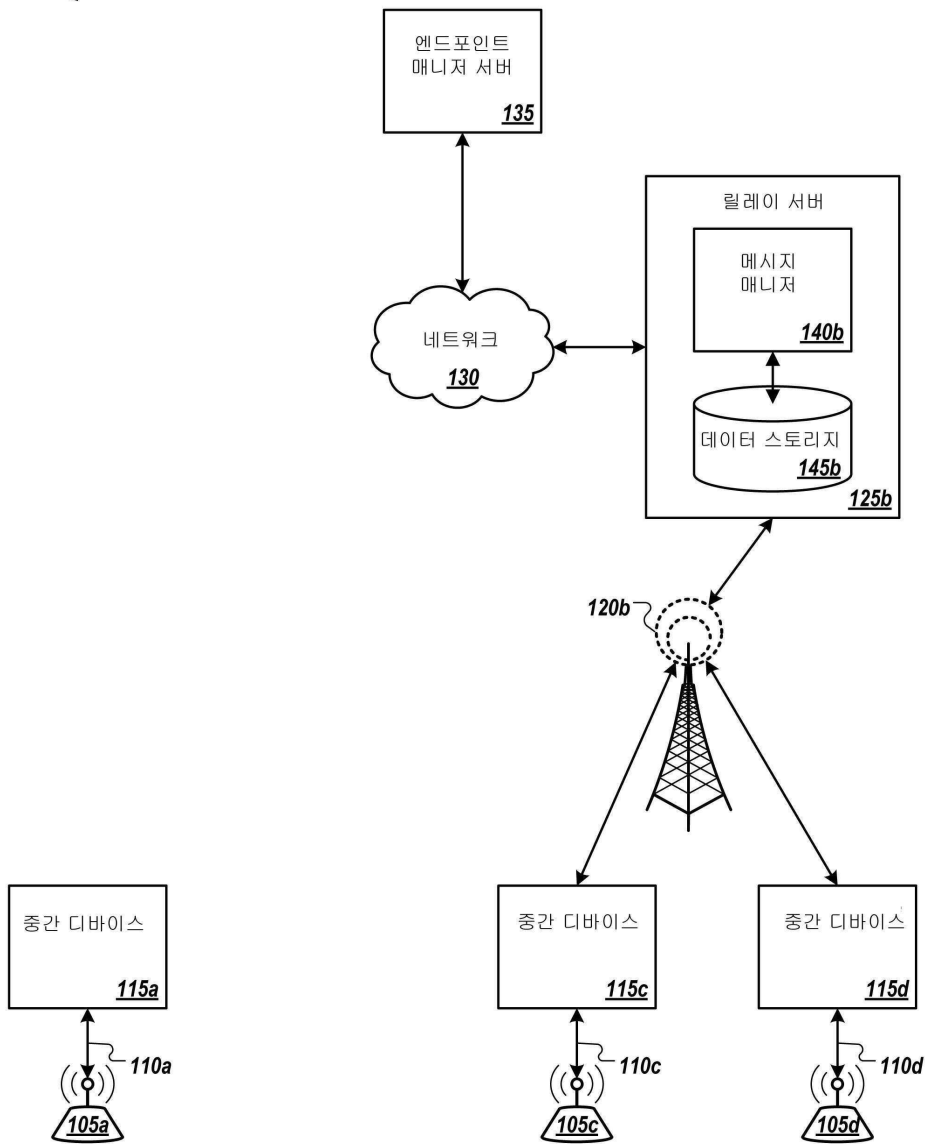 엔드포인트
매니저 서버
135
릴레이 서버
메시지
매니저
140b
네트워크
130
데이터 스토리지
145b
125b
120b
중간 디바이스
115a
중간 디바이스
115c
중간 디바이스
115d
110a
110c
110d
105a
105c
105d